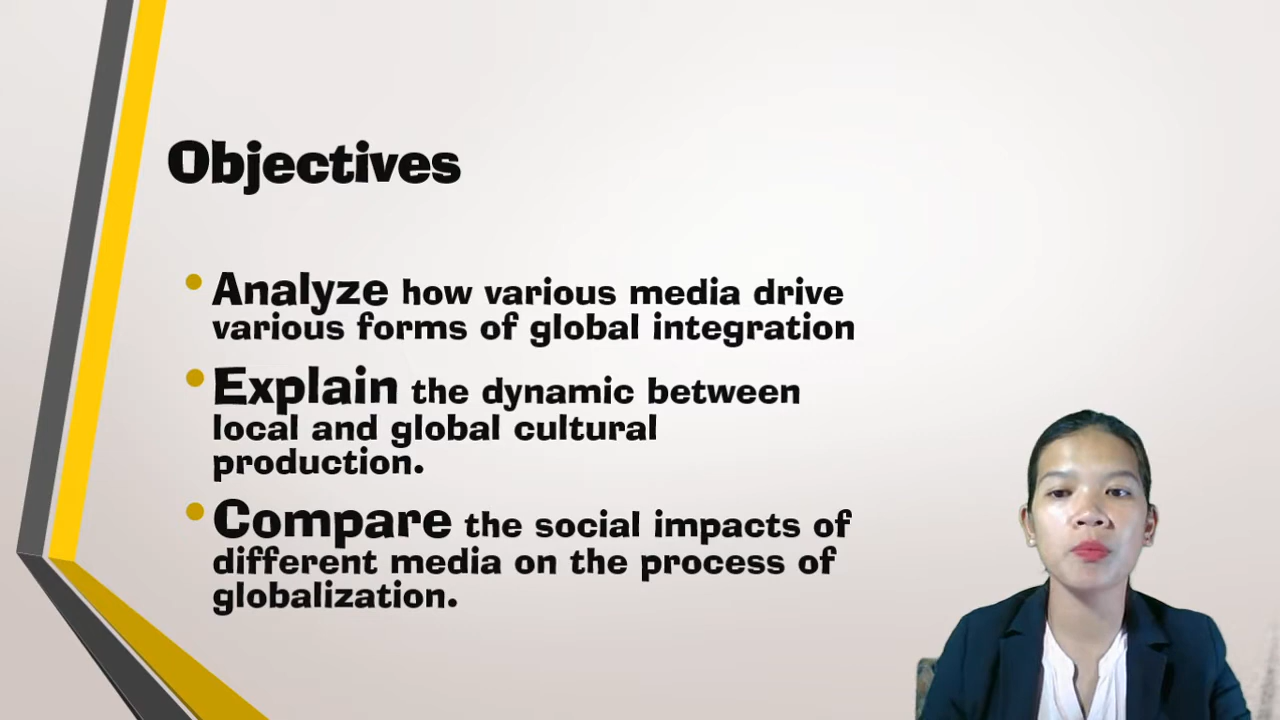 Objectives
Analyze how various media drive
various forms of global integration
Explain the dynamic between
local and global cultural
production.
Compare the social impacts of
different media on the process of
globalization.